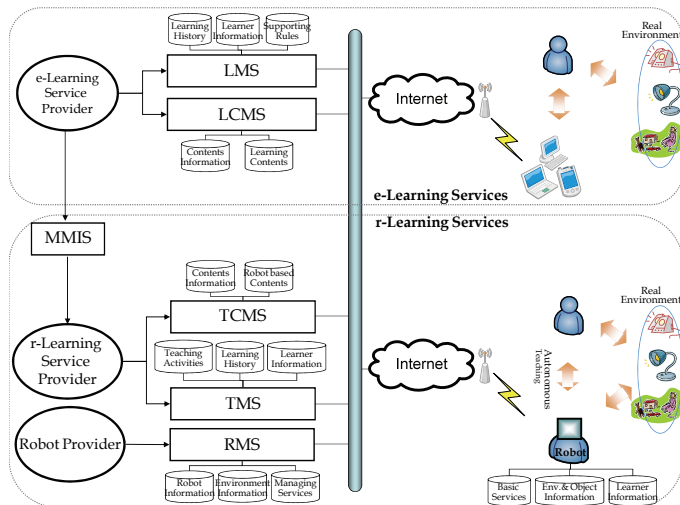 Learning
History
Learner
Information
Supporting
Rules
LMS
e-Learning
Service
Provider
LCMS
Contents
Information
Learning
Contents
Internet
Real
Environment
e-Learning Services
r-Learning Services
MMIS
Contents
Information
Robot based
Contents
TCMS
r-Learning
Service
Provider
Teaching
Activities
Learning
History
Learner
Information
TMS
Robot Provider
RMS
Robot
Information
Environment
Information
Managing
Services
Internet
Real
Environment
Autonomous
Teaching
Robot
Basic
Services
Env.& Object
Information
Learner
Information